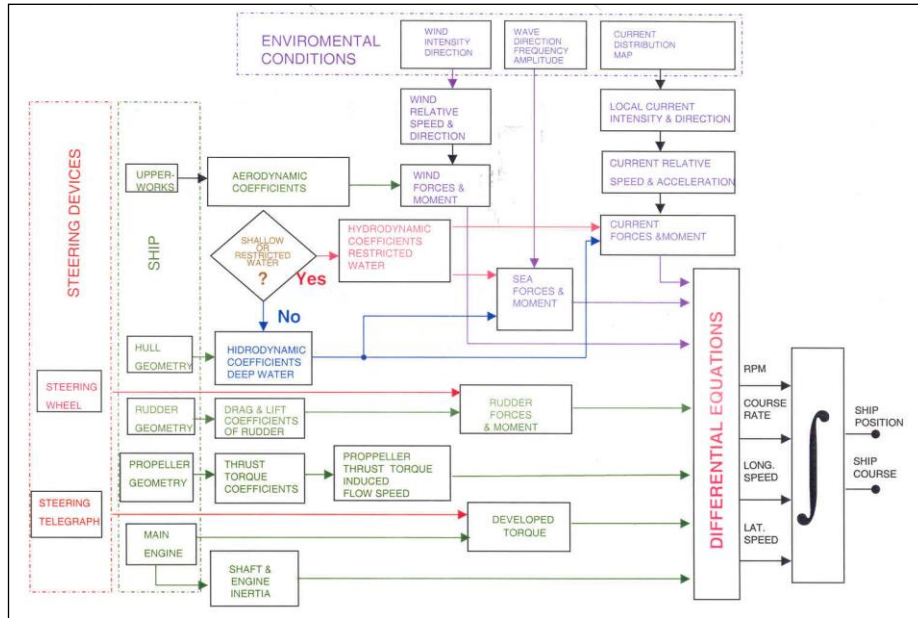 ENVIROMENTAL
CONDITIONS
WIND
INTENSITY
DIRECTION
WAVE
DIRECTION
FREQUENCY
AMPLITUDE
CURRENT
DISTRIBUTION
MAP
WIND
RELATIVE
SPEED &
DIRECTION
LOCAL CURRENT
INTENSITY & DIRECTION
STEERING DEVICES
SHIP
UPPER-
WORKS
AERODYNAMIC
COEFFICIENTS
WIND
FORCES &
MOMENT
CURRENT RELATIVE
SPEED & ACCELERATION
SHALLOW
OR
RESTRICTED
WATER
?
Yes
HYDRODYNAMIC
COEFFICIENTS
RESTRICTED
WATER
CURRENT
FORCES &MOMENT
SEA
FORCES &
MOMENT
No
HULL
GEOMETRY
HIDRODYNAMIC
COEFFICIENTS
DEEP WATER
STEERING
WHEEL
RUDDER
GEOMETRY
DRAG & LIFT
COEFFICIENTS
OF RUDDER
RUDDER
FORCES
& MOMENT
PROPELLER
GEOMETRY
THRUST
TORQUE
COEFFICIENTS
PROPPELLER
THRUST TORQUE
INDUCED
FLOW SPEED
STEERING
TELEGRAPH
MAIN
ENGINE
DEVELOPED
TORQUE
SHAFT &
ENGINE
INERTIA
DIFFERENTIAL EQUATIONS
RPM
COURSE
RATE
LONG.
SPEED
LAT.
SPEED
∫
SHIP
POSITION
SHIP
COURSE